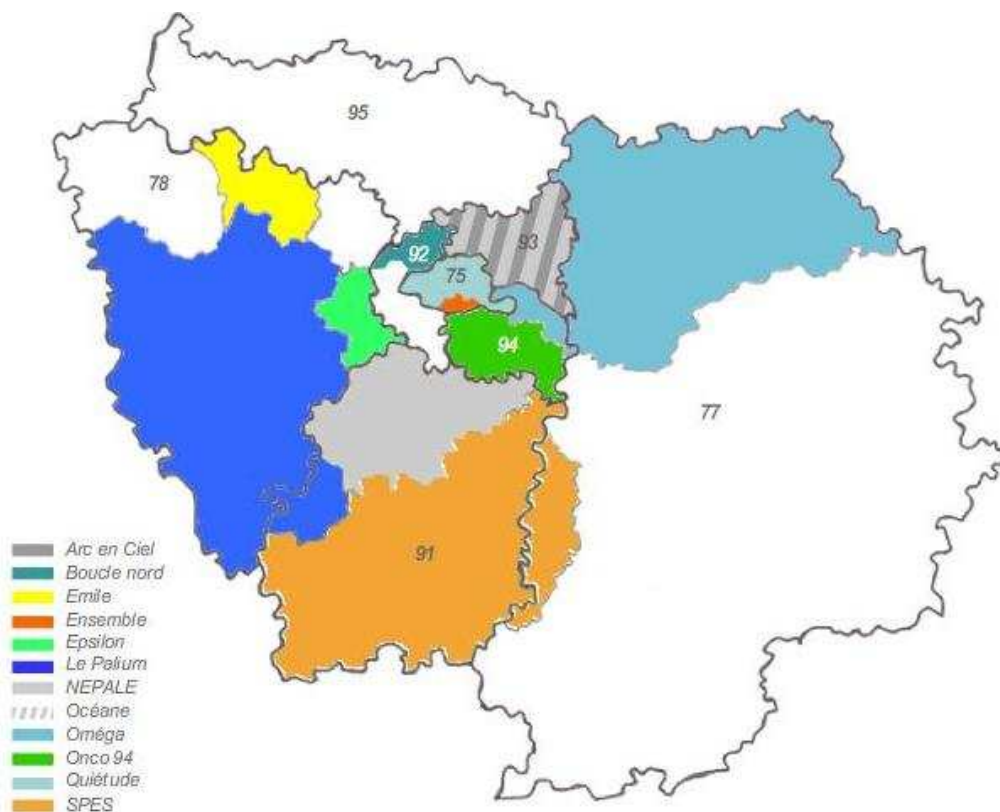 95
78
92
93
75
94
77
91
Arc en Ciel
Boucle nord
Emile
Ensemble
Epsilon
Le Palium
NEPALE
Océane
Oméga
Onco 94
Quiétude
SPES